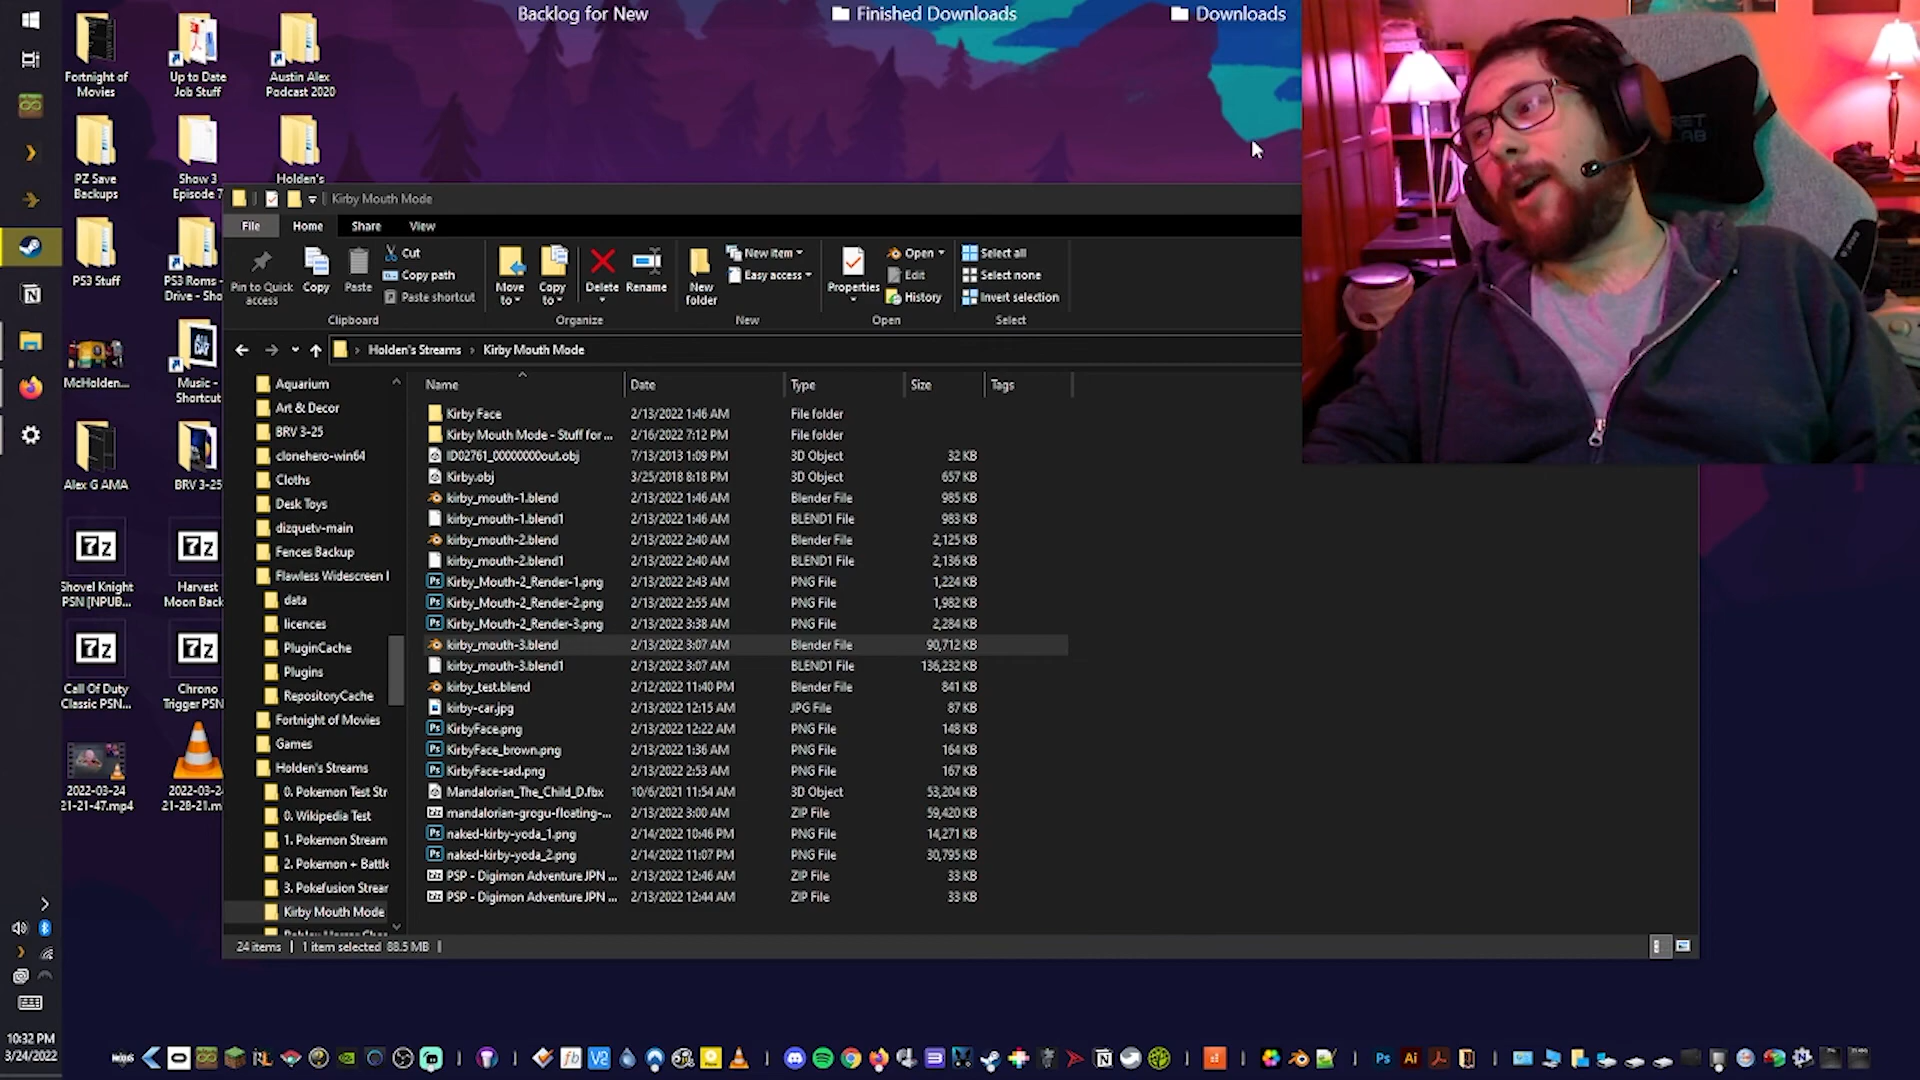 Backlog for New
Finished Downloads
Downloads
Fortnight of Movies
Up to Date Job Stuff
Austin Alex Podcast 2020
PZ Save Backups
Show 3 Episode 7
Holden's
PS3 Stuff
PS3 Roms - Drive - Sho
McHolden...
Music - Shortcut
Alex G AMA
BRV 3-25
Shovel Knight PSN [NPUB...
Harvest Moon Back
Call Of Duty Classic PSN...
Chrono Trigger PSN
2022-03-24 21-21-47.mp4
2022-03-24 21-28-21.m
Kirby Mouth Mode
File
Home
Share
View
Pin to Quick access
Copy
Paste
Cut
Copy path
Paste shortcut
Clipboard
Move to
Copy to
Delete
Rename
Organize
New folder
New item
Easy access
New
Properties
Open
Edit
History
Open
Select all
Select none
Invert selection
Select
Holden's Streams > Kirby Mouth Mode
Aquarium
Art & Decor
BRV 3-25
clonehero-win64
Cloths
Desk Toys
dizquetv-main
Fences Backup
Flawless Widescreen
data
licences
PluginCache
Plugins
RepositoryCache
Fortnight of Movies
Games
Holden's Streams
0. Pokemon Test Str
0. Wikipedia Test
1. Pokemon Stream
2. Pokemon + Battle
3. Pokefusion Strear
Kirby Mouth Mode
Name Date Type Size Tags
Kirby Face 2/13/2022 1:46 AM File folder
Kirby Mouth Mode - Stuff for ... 2/16/2022 7:12 PM File folder
ID02761_00000000out.obj 7/13/2013 1:09 PM 3D Object 32 KB
Kirby.obj 3/25/2018 8:18 PM 3D Object 657 KB
kirby_mouth-1.blend 2/13/2022 1:46 AM Blender File 985 KB
kirby_mouth-1.blend1 2/13/2022 1:46 AM BLEND1 File 983 KB
kirby_mouth-2.blend 2/13/2022 2:40 AM Blender File 2,125 KB
kirby_mouth-2.blend1 2/13/2022 2:40 AM BLEND1 File 2,136 KB
Kirby_Mouth-2_Render-1.png 2/13/2022 2:43 AM PNG File 1,224 KB
Kirby_Mouth-2_Render-2.png 2/13/2022 2:55 AM PNG File 1,982 KB
Kirby_Mouth-2_Render-3.png 2/13/2022 3:38 AM PNG File 2,284 KB
kirby_mouth-3.blend 2/13/2022 3:07 AM Blender File 90,712 KB
kirby_mouth-3.blend1 2/13/2022 3:07 AM BLEND1 File 136,232 KB
kirby_test.blend 2/12/2022 11:40 PM Blender File 841 KB
kirby-car.jpg 2/13/2022 12:15 AM JPG File 87 KB
KirbyFace.png 2/13/2022 12:22 AM PNG File 148 KB
KirbyFace_brown.png 2/13/2022 1:36 AM PNG File 164 KB
KirbyFace-sad.png 2/13/2022 2:53 AM PNG File 167 KB
Mandalorian_The_Child_D.fbx 10/6/2021 11:54 AM 3D Object 53,204 KB
mandalorian-grogu-floating-... 2/13/2022 3:00 AM ZIP File 59,420 KB
naked-kirby-yoda_1.png 2/14/2022 10:46 PM PNG File 14,271 KB
naked-kirby-yoda_2.png 2/14/2022 11:07 PM PNG File 30,795 KB
PSP - Digimon Adventure JPN ... 2/13/2022 12:46 AM ZIP File 33 KB
PSP - Digimon Adventure JPN ... 2/13/2022 12:44 AM ZIP File 33 KB
24 items | 1 item selected 88.5 MB |
10:32 PM
3/24/2022